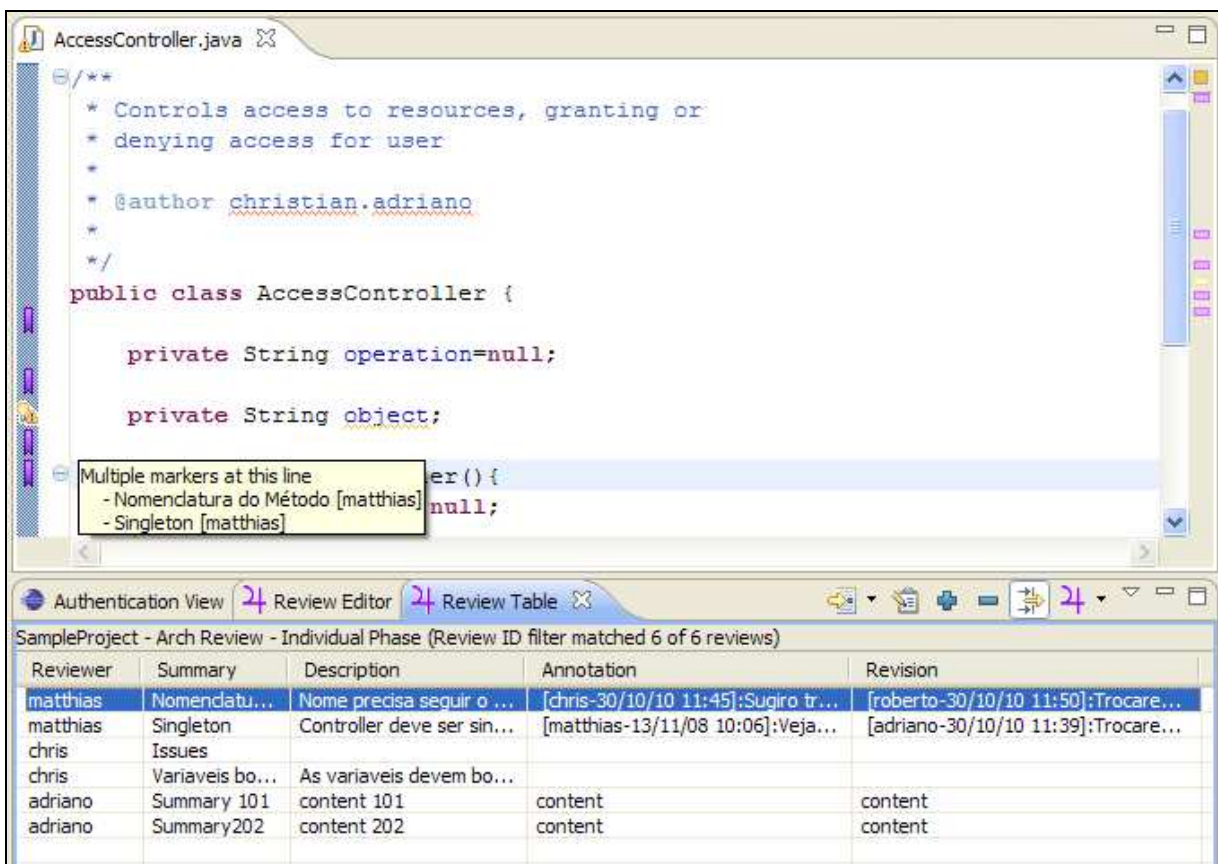 AccessController.java
/**
* Controls access to resources, granting or
* denying access for user
*
* @author christian.adriano
*
*/
public class AccessController {
private String operation=null;
private String object;
er(){
null;
Multiple markers at this line
- Nomenclatura do Método [matthias]
- Singleton [matthias]
Authentication View Review Editor Review Table
SampleProject - Arch Review - Individual Phase (Review ID filter matched 6 of 6 reviews)
Reviewer Summary Description Annotation Revision
matthias Nomenclatu... Nome precisa seguir o ... [chris-30/10/10 11:45]:Sugiro tr... [roberto-30/10/10 11:50]:Trocare...
matthias Singleton Controller deve ser sin... [matthias-13/11/08 10:06]:Veja... [adriano-30/10/10 11:39]:Trocare...
chris Issues
chris Variaveis bo... As variaveis devem bo...
adriano Summary 101 content 101 content content
adriano Summary202 content 202 content content